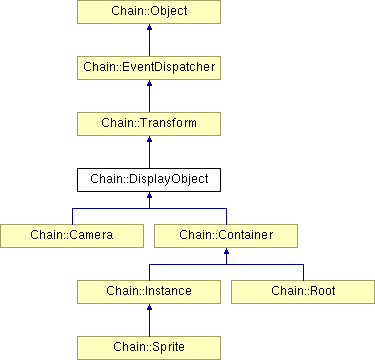 Chain::Object
Chain::EventDispatcher
Chain::Transform
Chain::DisplayObject
Chain::Camera
Chain::Container
Chain::Instance
Chain::Root
Chain::Sprite